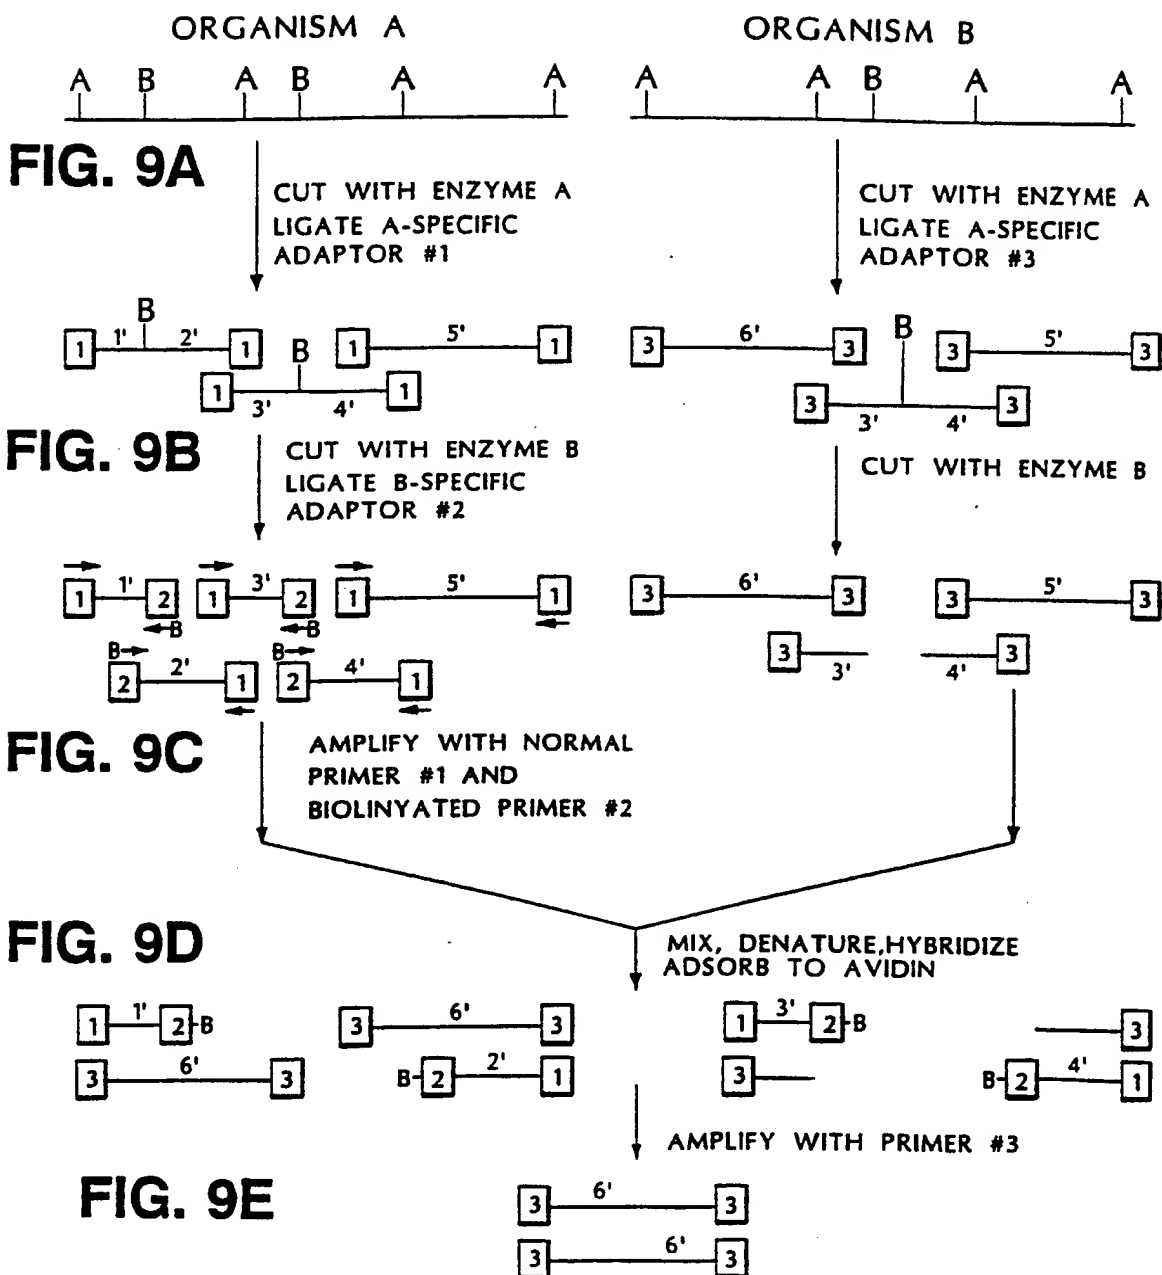 ORGANISM A
ORGANISM B
A B A B A A
A A B A A
FIG. 9A
CUT WITH ENZYME A
LIGATE A-SPECIFIC
ADAPTOR #1
CUT WITH ENZYME A
LIGATE A-SPECIFIC
ADAPTOR #3
B
1 1' 2' 1
B
1 5' 1
1 3' 4' 1
3 6' 3
B
3 5' 3
3 3' 4' 3
FIG. 9B
CUT WITH ENZYME B
LIGATE B-SPECIFIC
ADAPTOR #2
CUT WITH ENZYME B
1 1' 2
1 3' 2
1 5' 1
B
B
B
2 2' 1
B
2 4' 1
3 6' 3
3 5' 3
3 3'
4' 3
FIG. 9C
AMPLIFY WITH NORMAL
PRIMER #1 AND
BIOLINYATED PRIMER #2
FIG. 9D
MIX, DENATURE,HYBRIDIZE
ADSORB TO AVIDIN
1 1' 2-B
3 6' 3
1 3' 2-B
3
3 6' 3
B-2 2' 1
3
B-2 4' 1
AMPLIFY WITH PRIMER #3
FIG. 9E
3 6' 3
3 6' 3